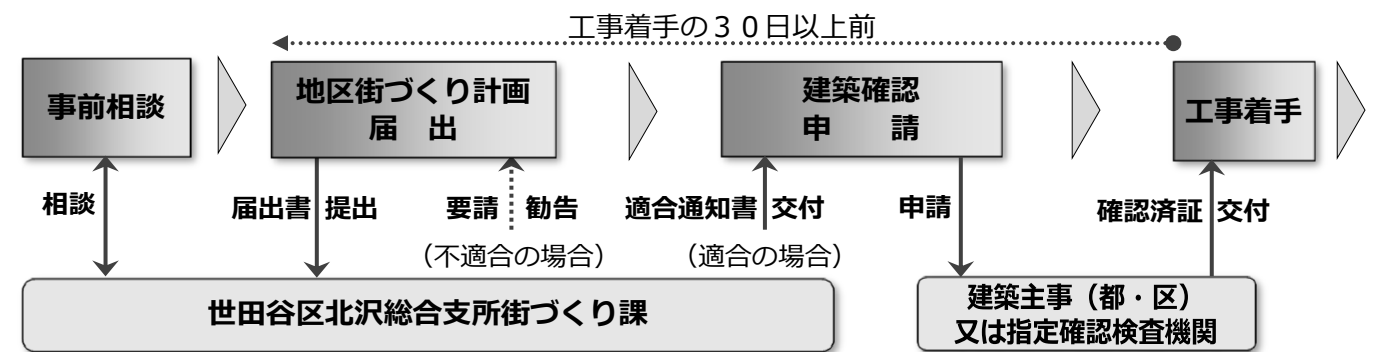 工事着手の３０日以上前
事前相談
地区街づくり計画
届　出
建築確認
申　　請
工事着手
相談
届出書 提出
要請 勧告
適合通知書 交付
申請
確認済証 交付
（不適合の場合）
（適合の場合）
世田谷区北沢総合支所街づくり課
建築主事（都・区）
又は指定確認検査機関